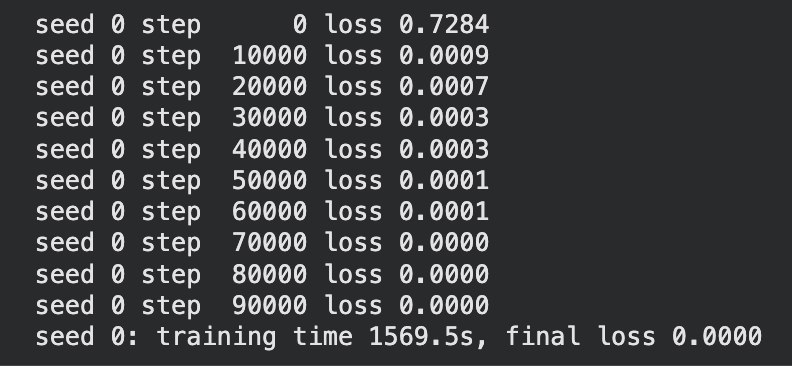 seed 0 step      0 loss 0.7284
seed 0 step  10000 loss 0.0009
seed 0 step  20000 loss 0.0007
seed 0 step  30000 loss 0.0003
seed 0 step  40000 loss 0.0003
seed 0 step  50000 loss 0.0001
seed 0 step  60000 loss 0.0001
seed 0 step  70000 loss 0.0000
seed 0 step  80000 loss 0.0000
seed 0 step  90000 loss 0.0000
seed 0: training time 1569.5s, final loss 0.0000